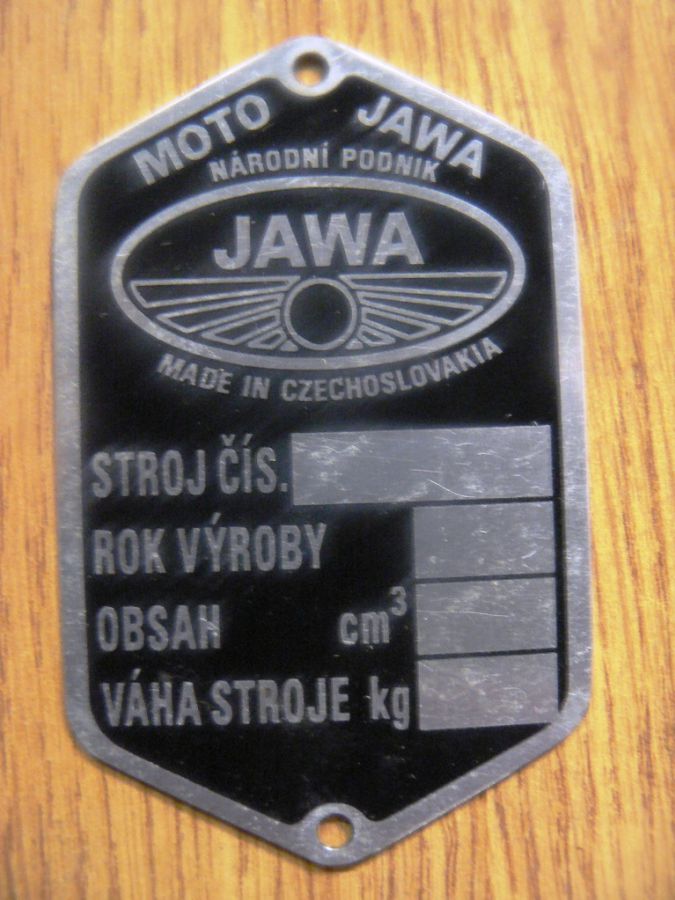 MOTO JAWA
NÁRODNÍ PODNIK
JAWA
MADE IN CZECHOSLOVAKIA
STROJ ČÍS.
ROK VÝROBY
OBSAH cm³
VÁHA STROJE kg